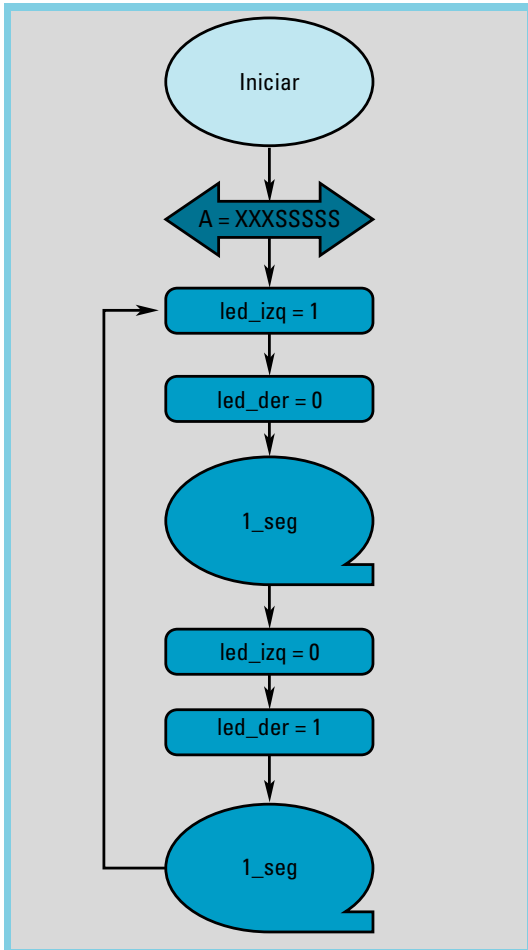 Iniciar
A = XXXSSSSS
led_izq = 1
led_der = 0
1_seg
led_izq = 0
led_der = 1
1_seg